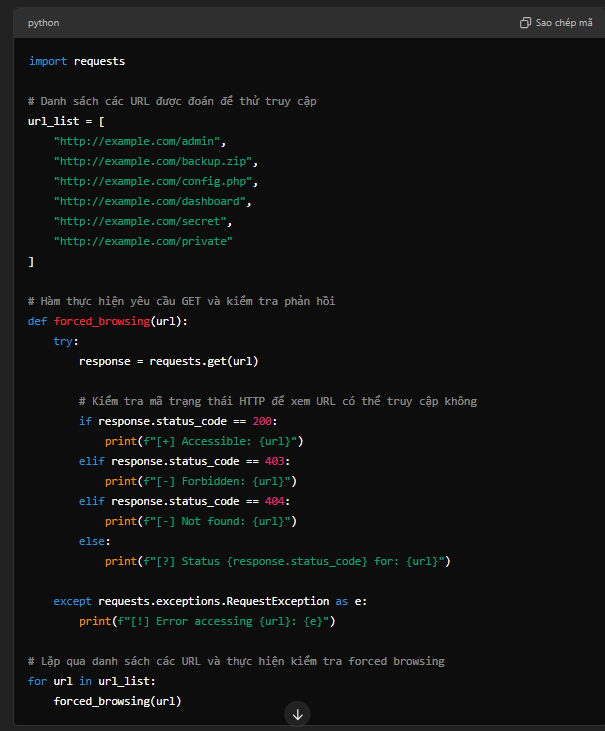 python
Sao chép mã
import requests
# Danh sách các URL được đoán để thử truy cập
url_list = [
    "http://example.com/admin",
    "http://example.com/backup.zip",
    "http://example.com/config.php",
    "http://example.com/dashboard",
    "http://example.com/secret",
    "http://example.com/private"
]
# Hàm thực hiện yêu cầu GET và kiểm tra phản hồi
def forced_browsing(url):
    try:
        response = requests.get(url)
        # Kiểm tra mã trạng thái HTTP để xem URL có thể truy cập không
        if response.status_code == 200:
            print(f"[+] Accessible: {url}")
        elif response.status_code == 403:
            print(f"[-] Forbidden: {url}")
        elif response.status_code == 404:
            print(f"[-] Not found: {url}")
        else:
            print(f"[?] Status {response.status_code} for: {url}")
    except requests.exceptions.RequestException as e:
        print(f"[!] Error accessing {url}: {e}")
# Lặp qua danh sách các URL và thực hiện kiểm tra forced browsing
for url in url_list:
    forced_browsing(url)